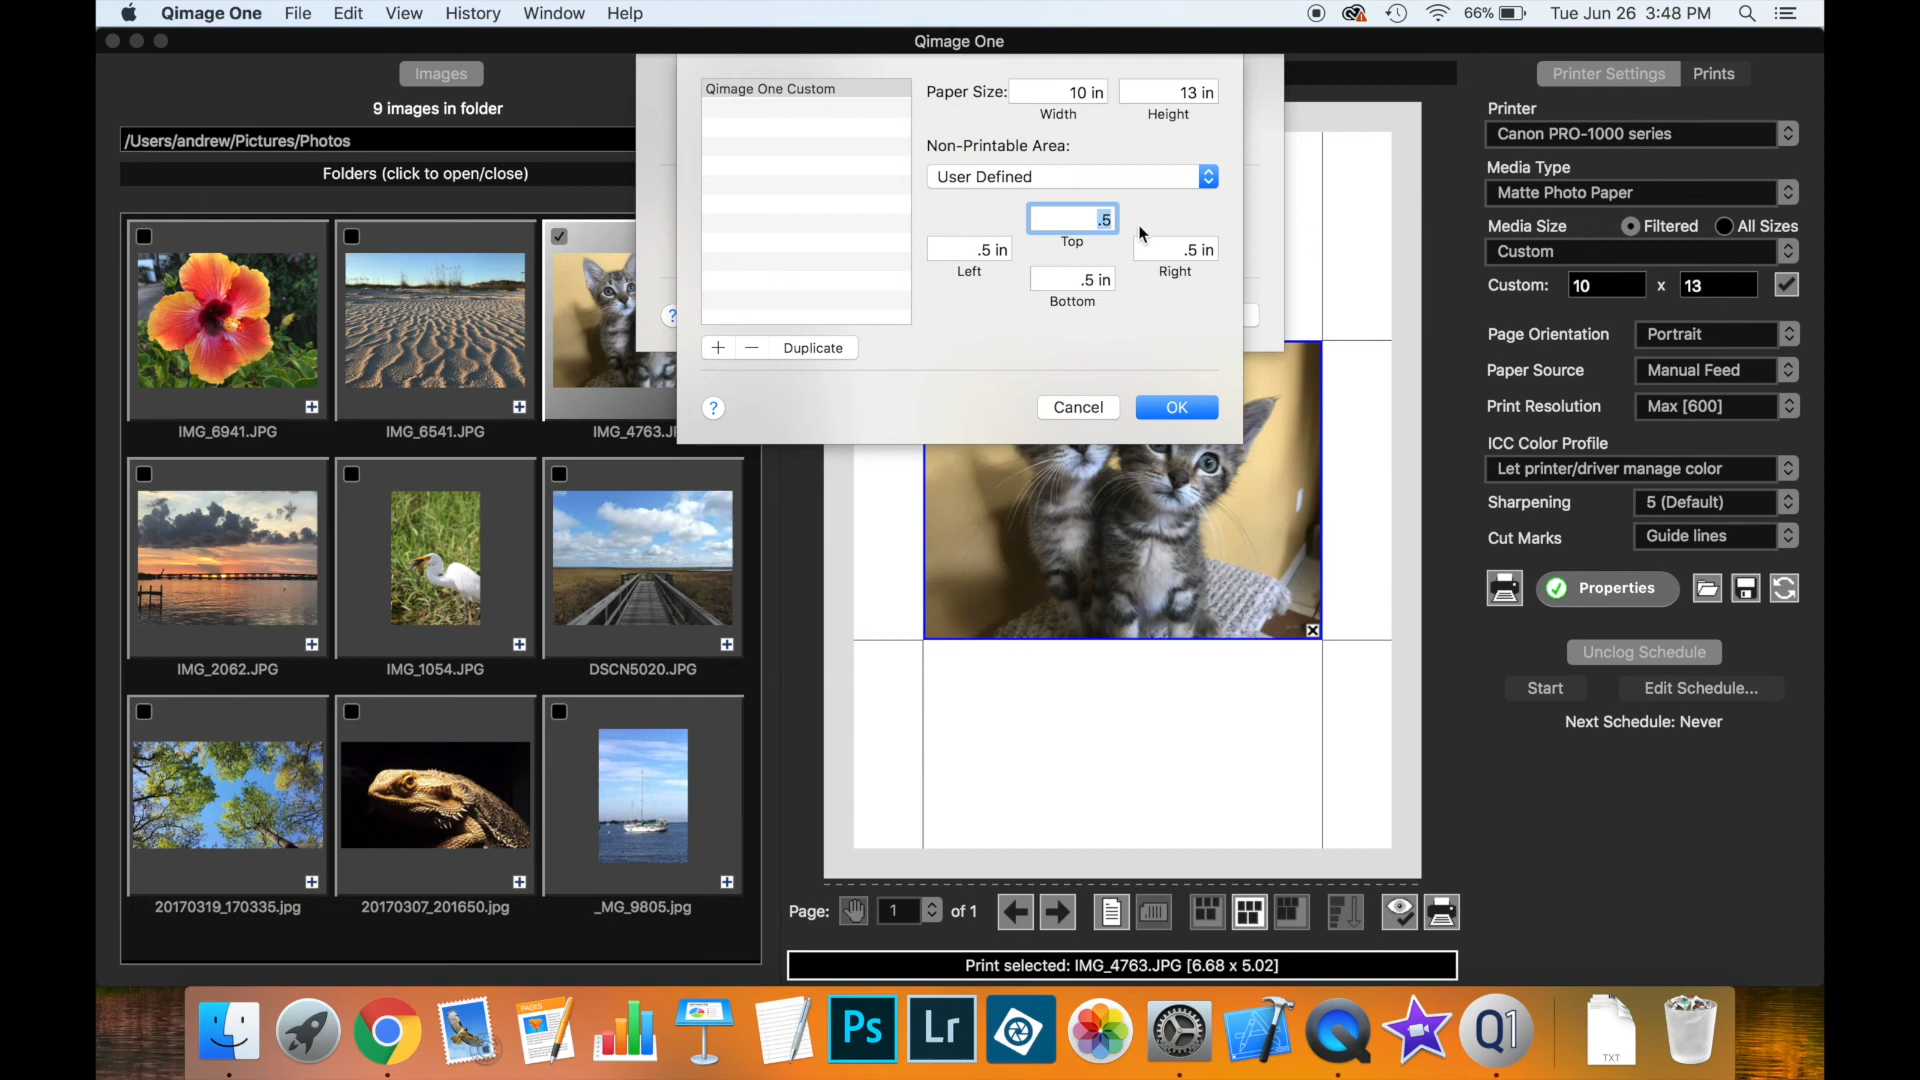 Qimage One File Edit View History Window Help 66% Tue Jun 26 3:48 PM
Qimage One
Images
9 images in folder
/Users/andrew/Pictures/Photos
Folders (click to open/close)
IMG_6941.JPG
IMG_6541.JPG
IMG_4763.JP
IMG_2062.JPG
IMG_1054.JPG
DSCN5020.JPG
20170319_170335.jpg
20170307_201650.jpg
_MG_9805.jpg
Qimage One Custom
Paper Size: 10 in 13 in
Width Height
Non-Printable Area:
User Defined
.5
Top
.5 in .5 in
Left Right
.5 in
Bottom
+ − Duplicate
?
?
Cancel OK
Page: 1 of 1
Print selected: IMG_4763.JPG [6.68 x 5.02]
Printer Settings Prints
Printer
Canon PRO-1000 series
Media Type
Matte Photo Paper
Media Size Filtered All Sizes
Custom
Custom: 10 x 13
Page Orientation Portrait
Paper Source Manual Feed
Print Resolution Max [600]
ICC Color Profile
Let printer/driver manage color
Sharpening 5 (Default)
Cut Marks Guide lines
Properties
Unclog Schedule
Start Edit Schedule...
Next Schedule: Never
PAGES
Ps
Lr
Q1
TXT